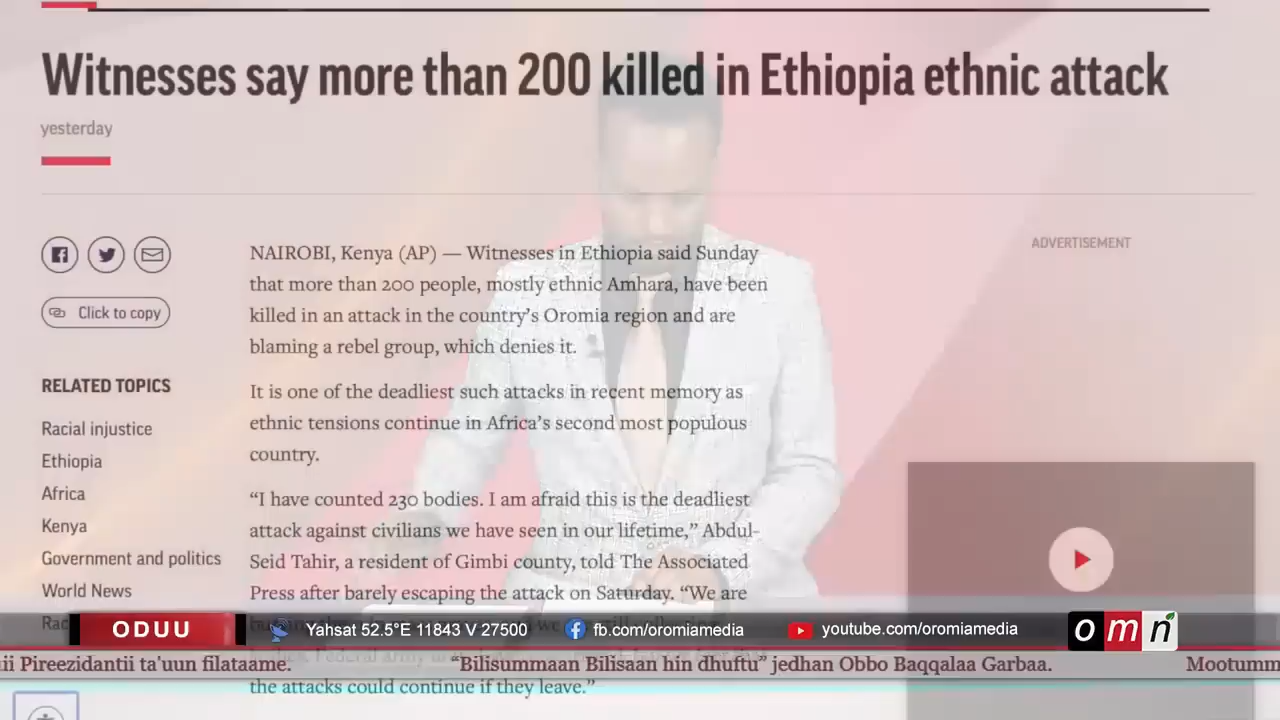 Witnesses say more than 200 killed in Ethiopia ethnic attack
yesterday
Click to copy
RELATED TOPICS
Racial injustice
Ethiopia
Africa
Kenya
Government and politics
World News
NAIROBI, Kenya (AP) — Witnesses in Ethiopia said Sunday
that more than 200 people, mostly ethnic Amhara, have been
killed in an attack in the country’s Oromia region and are
blaming a rebel group, which denies it.
It is one of the deadliest such attacks in recent memory as
ethnic tensions continue in Africa’s second most populous
country.
“I have counted 230 bodies. I am afraid this is the deadliest
attack against civilians we have seen in our lifetime,” Abdul-
Seid Tahir, a resident of Gimbi county, told The Associated
Press after barely escaping the attack on Saturday. “We are
the attacks could continue if they leave.”
ADVERTISEMENT
ODUU
Yahsat 52.5°E 11843 V 27500
fb.com/oromiamedia
youtube.com/oromiamedia
omn
ii Pireezidantii ta'uun filataame. “Bilisummaan Bilisaan hin dhuftu” jedhan Obbo Baqqalaa Garbaa. Mootumm